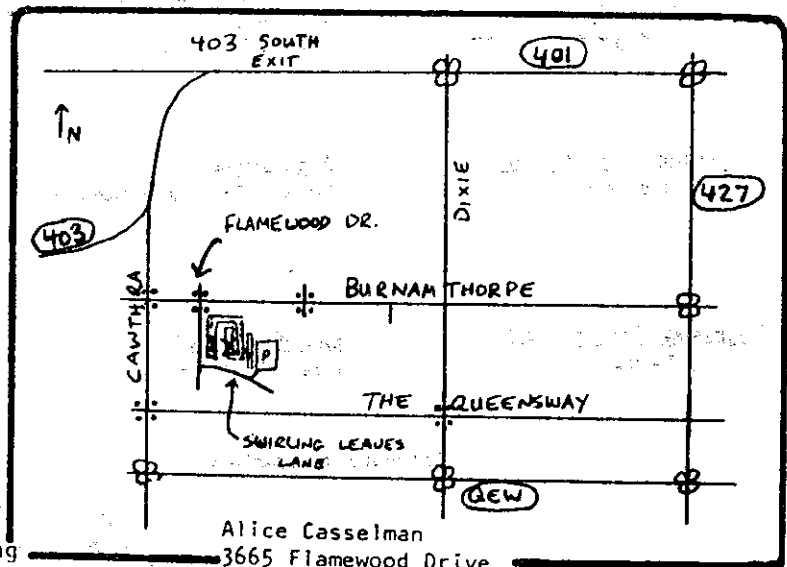 403 SOUTH
EXIT
401
N
DIXIE
427
403
FLAMEWOOD DR.
BURNAMTHORPE
CAWTHRA
P
THE QUEENSWAY
SWIRLING LEAVES
LANE
QEW
Alice Casselman
3665 Flamewood Drive